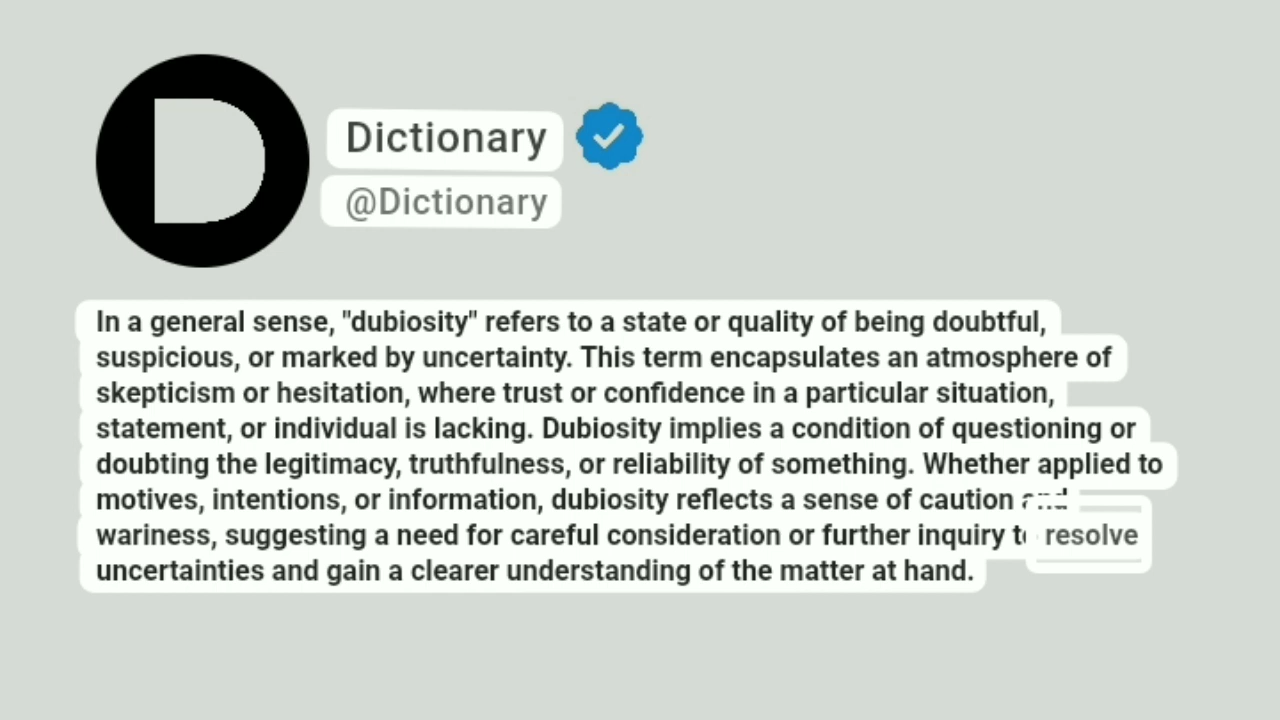 D
Dictionary
@Dictionary
In a general sense, "dubiosity" refers to a state or quality of being doubtful,
suspicious, or marked by uncertainty. This term encapsulates an atmosphere of
skepticism or hesitation, where trust or confidence in a particular situation,
statement, or individual is lacking. Dubiosity implies a condition of questioning or
doubting the legitimacy, truthfulness, or reliability of something. Whether applied to
motives, intentions, or information, dubiosity reflects a sense of caution and
wariness, suggesting a need for careful consideration or further inquiry to resolve
uncertainties and gain a clearer understanding of the matter at hand.